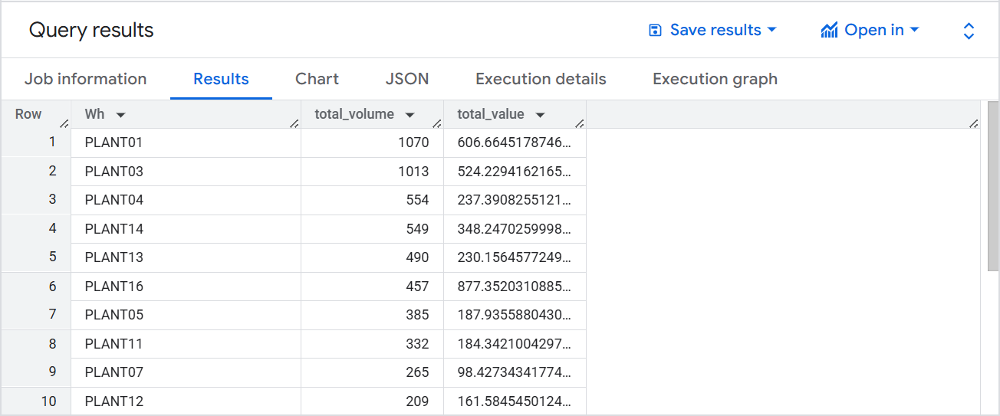 Query results Save results Open in
Job information Results Chart JSON Execution details Execution graph
Row Wh total_volume total_value
1 PLANT01 1070 606.6645178746...
2 PLANT03 1013 524.2294162165...
3 PLANT04 554 237.3908255121...
4 PLANT14 549 348.2470259998...
5 PLANT13 490 230.1564577249...
6 PLANT16 457 877.3520310885...
7 PLANT05 385 187.9355880430...
8 PLANT11 332 184.3421004297...
9 PLANT07 265 98.42734341774...
10 PLANT12 209 161.5845450124...